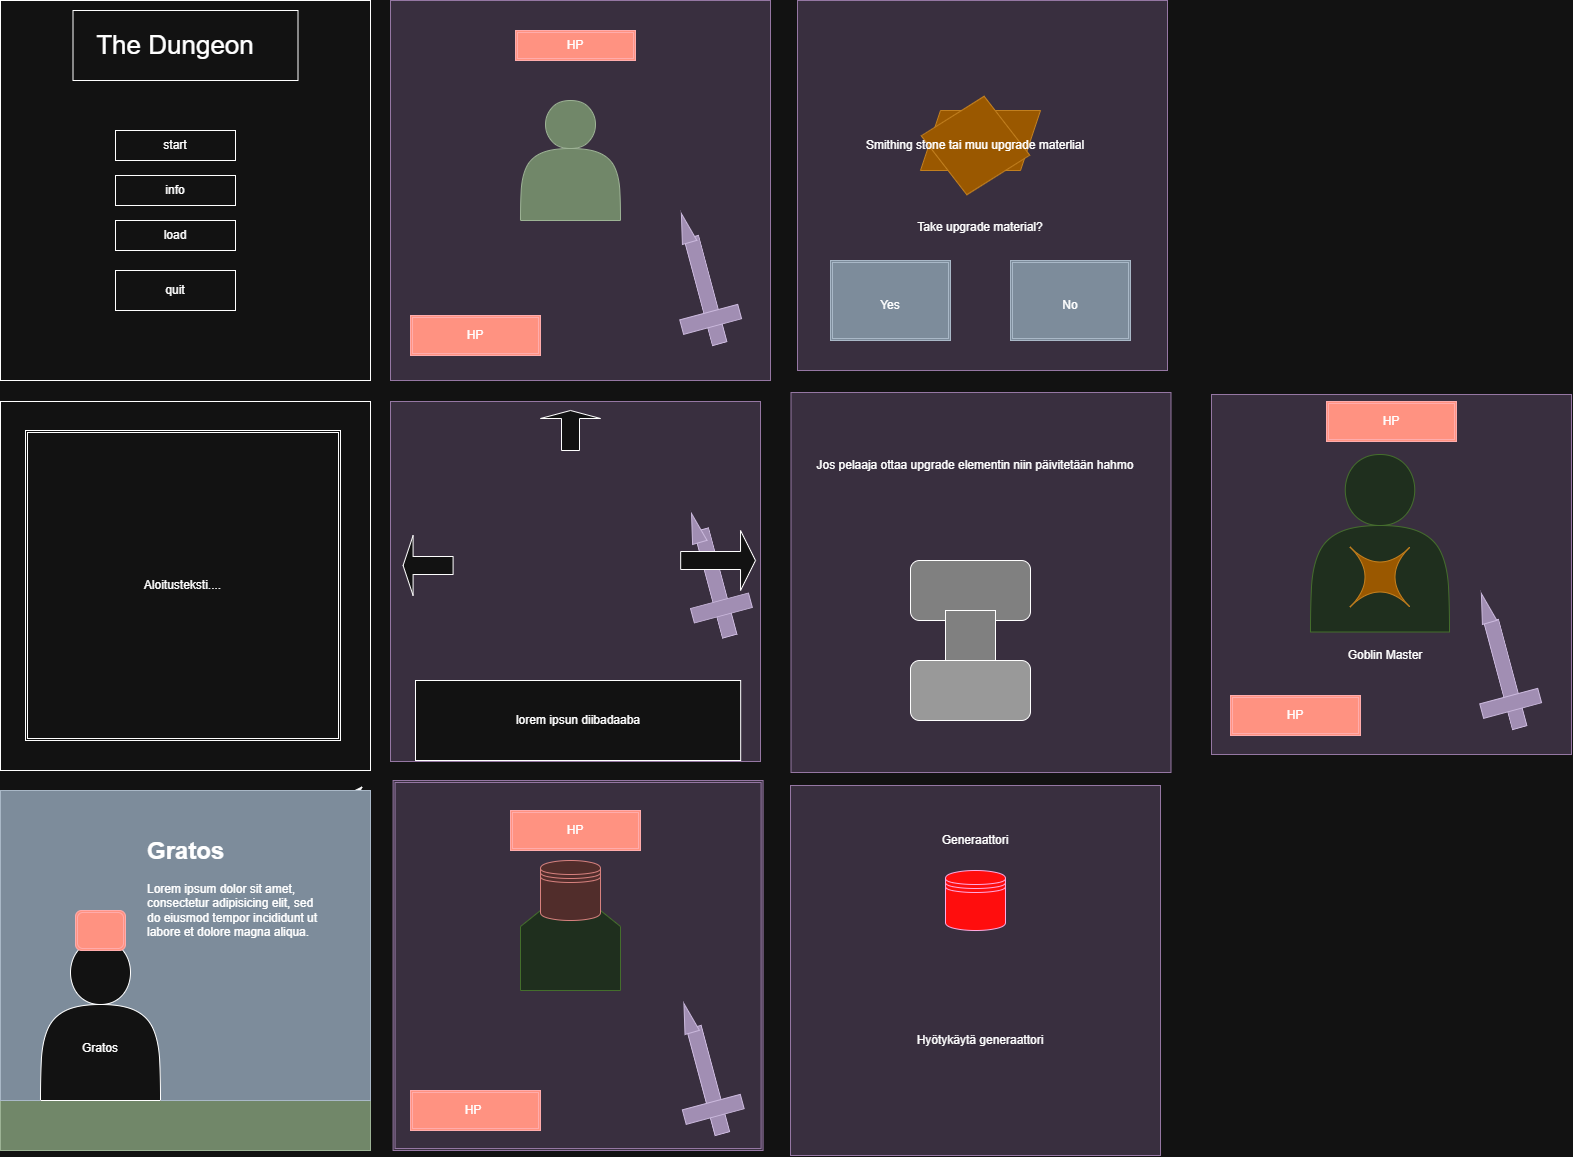 The Dungeon
start
info
load
quit
HP
HP
Smithing stone tai muu upgrade materlial
Take upgrade material?
Yes
No
Aloitusteksti....
lorem ipsun diibadaaba
Jos pelaaja ottaa upgrade elementin niin päivitetään hahmo
HP
Goblin Master
HP
Gratos
Lorem ipsum dolor sit amet,
consectetur adipisicing elit, sed
do eiusmod tempor incididunt ut
labore et dolore magna aliqua.
Gratos
HP
HP
Generaattori
Hyötykäytä generaattori